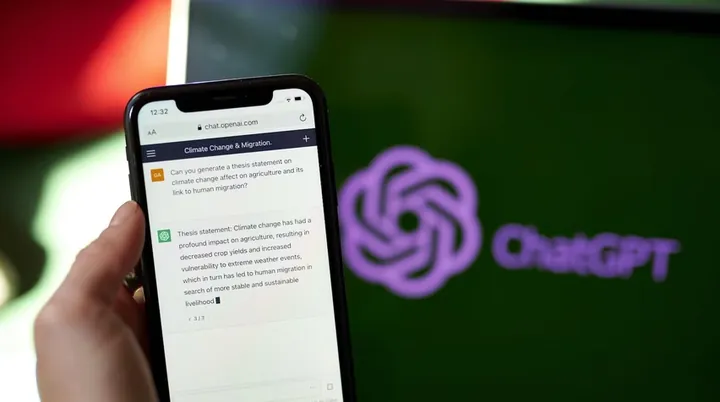 12:32
AA chat.openai.com
Climate Change & Migration. +
GA Can you generate a thesis statement on
climate change affect on agriculture and its
link to human migration?
Thesis statement: Climate change has had a
profound impact on agriculture, resulting in
decreased crop yields and increased
vulnerability to extreme weather events,
which in turn has led to human migration in
search of more stable and sustainable
livelihood
ChatGPT